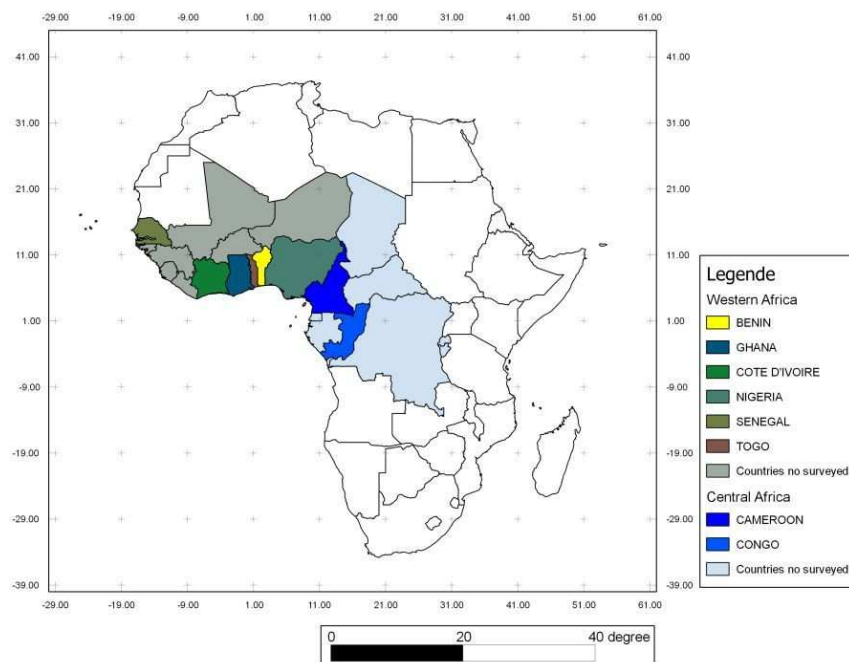 -29.00 -19.00 -9.00 1.00 11.00 21.00 31.00 41.00 51.00 61.00
41.00 41.00
31.00 31.00
21.00 21.00
11.00 11.00
1.00 1.00
-9.00 -9.00
-19.00 -19.00
-29.00 -29.00
-39.00 -39.00
-29.00 -19.00 -9.00 1.00 11.00 21.00 31.00 41.00 51.00 61.00
Legende
Western Africa
BENIN
GHANA
COTE D'IVOIRE
NIGERIA
SENEGAL
TOGO
Countries no surveyed
Central Africa
CAMEROON
CONGO
Countries no surveyed
0 20 40 degree